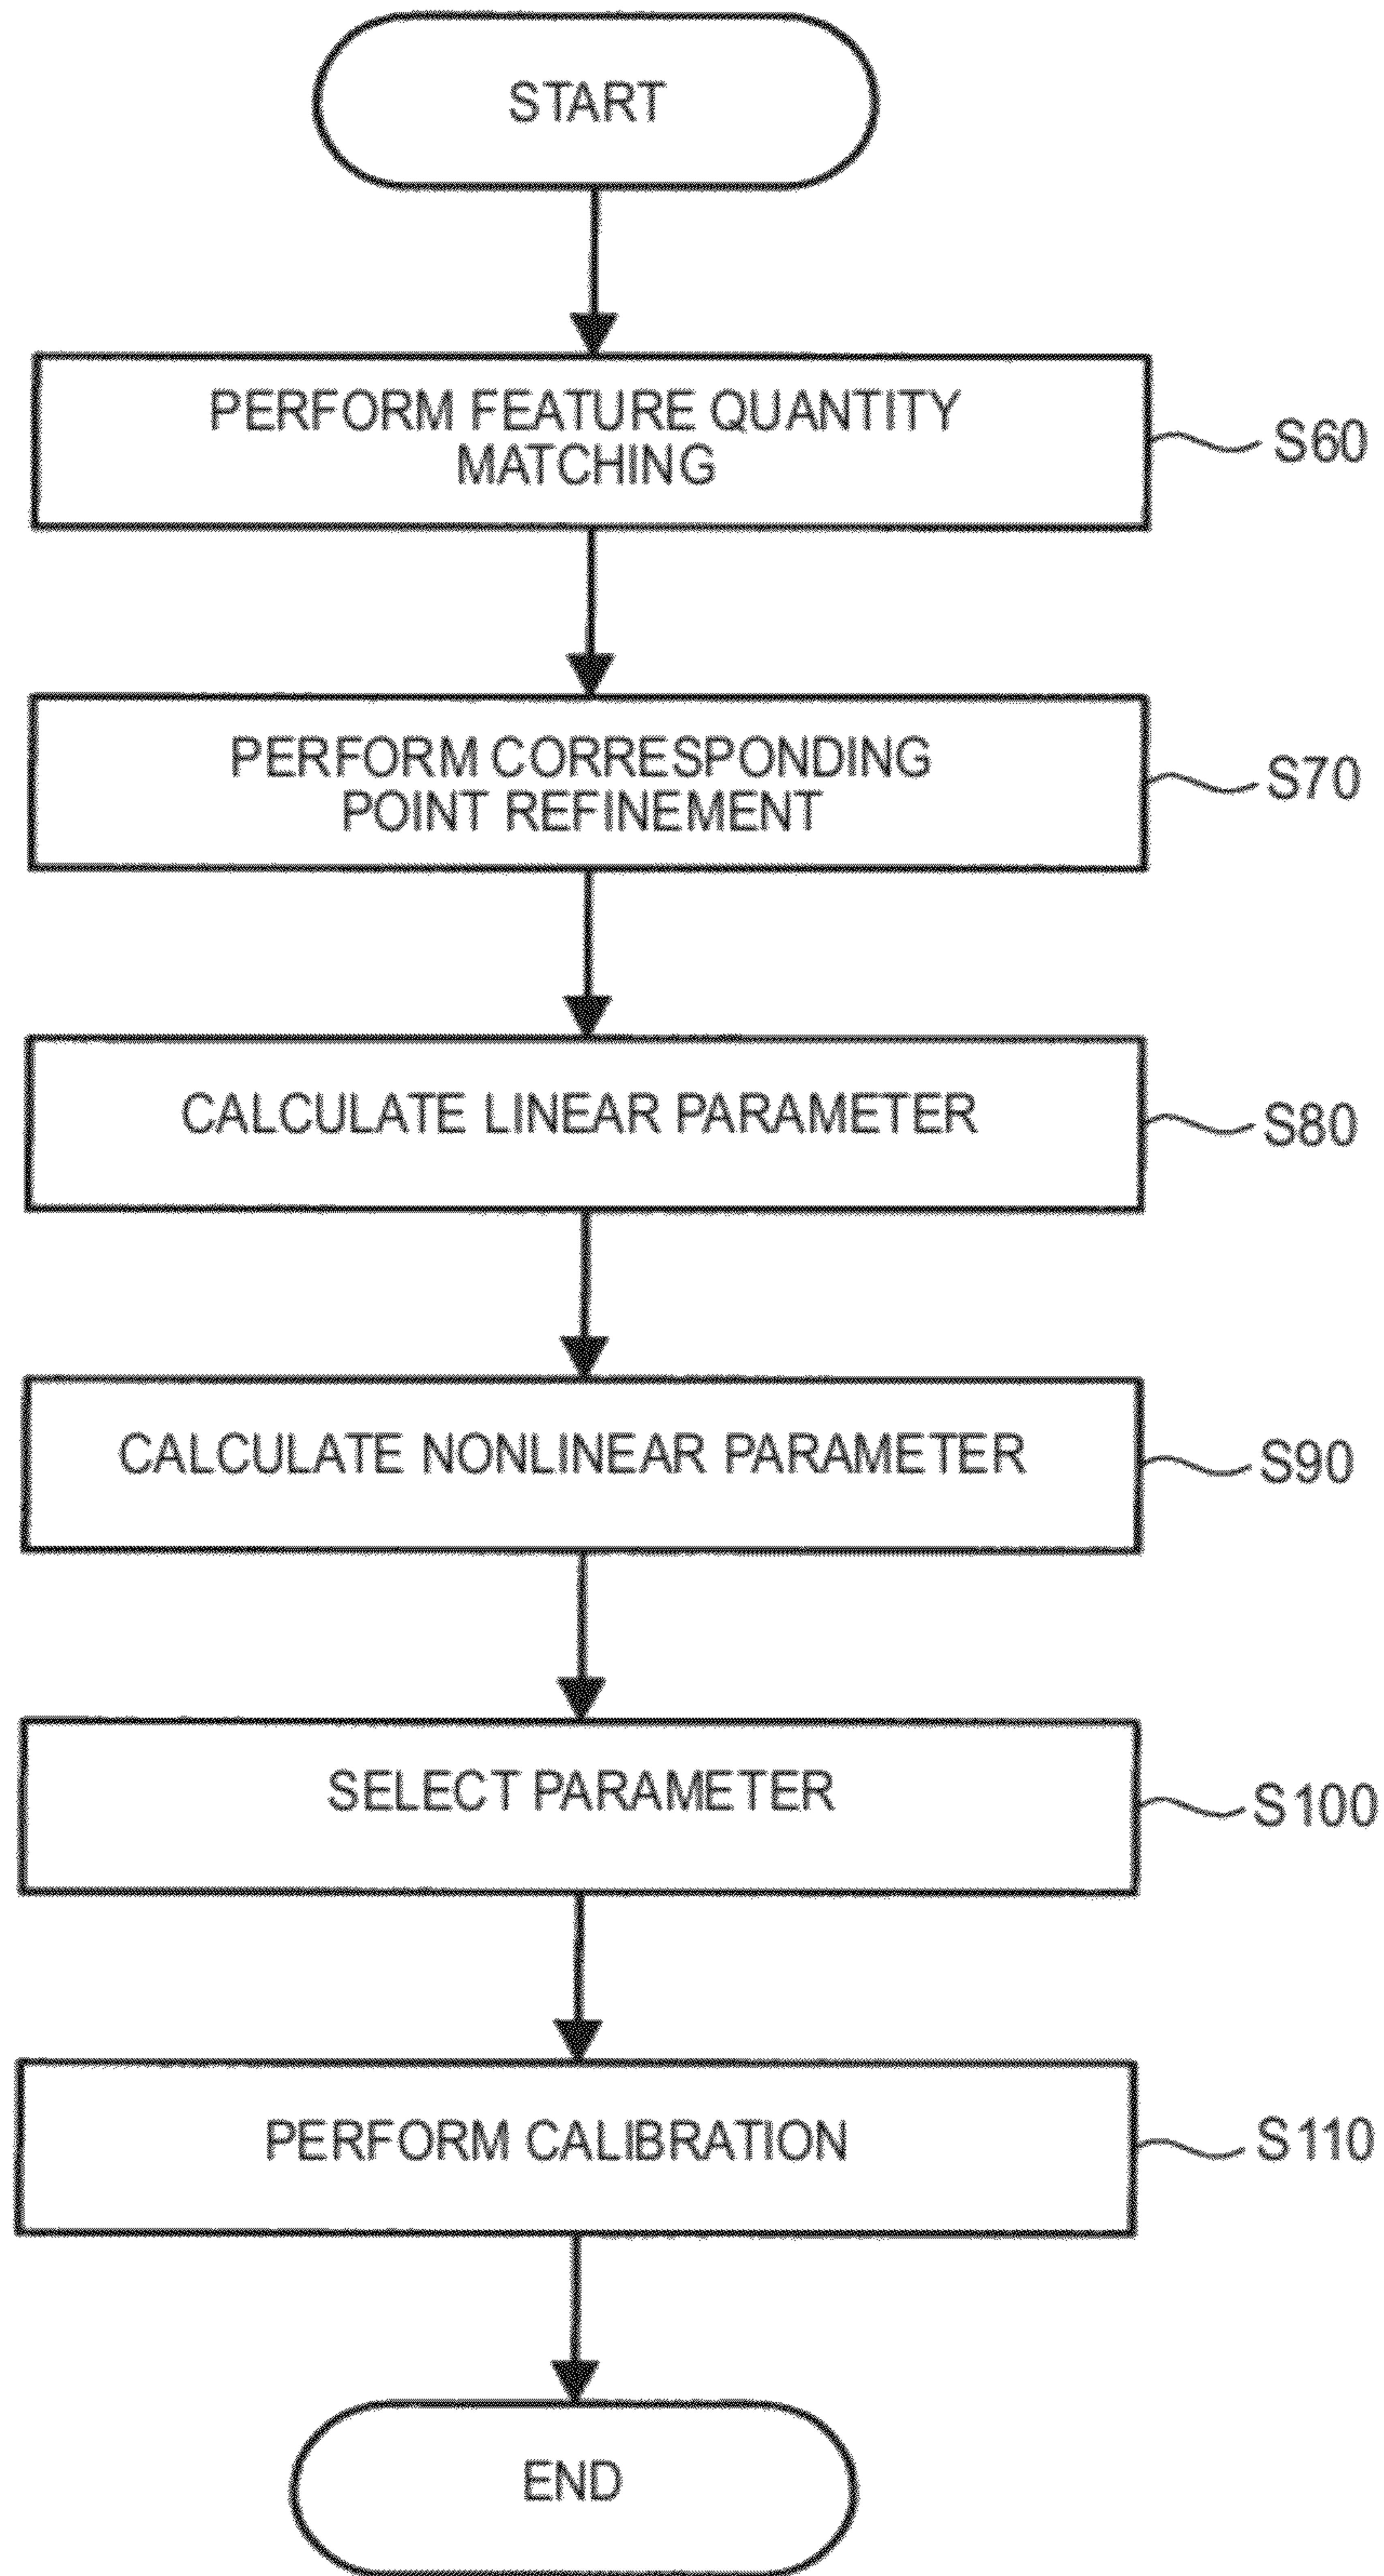 START
PERFORM FEATURE QUANTITY
MATCHING
S60
PERFORM CORRESPONDING
POINT REFINEMENT
S70
CALCULATE LINEAR PARAMETER
S80
CALCULATE NONLINEAR PARAMETER
S90
SELECT PARAMETER
S100
PERFORM CALIBRATION
S110
END